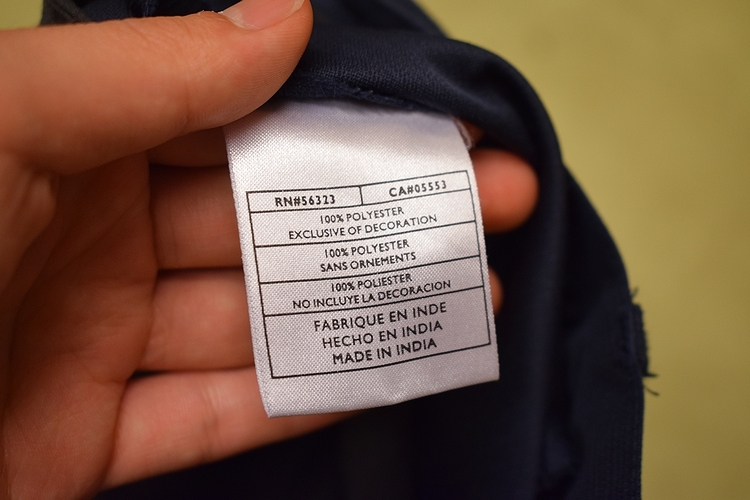 RN#56323 CA#05553
100% POLYESTER
EXCLUSIVE OF DECORATION
100% POLYESTER
SANS ORNEMENTS
100% POLIESTER
NO INCLUYE LA DECORACION
FABRIQUE EN INDE
HECHO EN INDIA
MADE IN INDIA